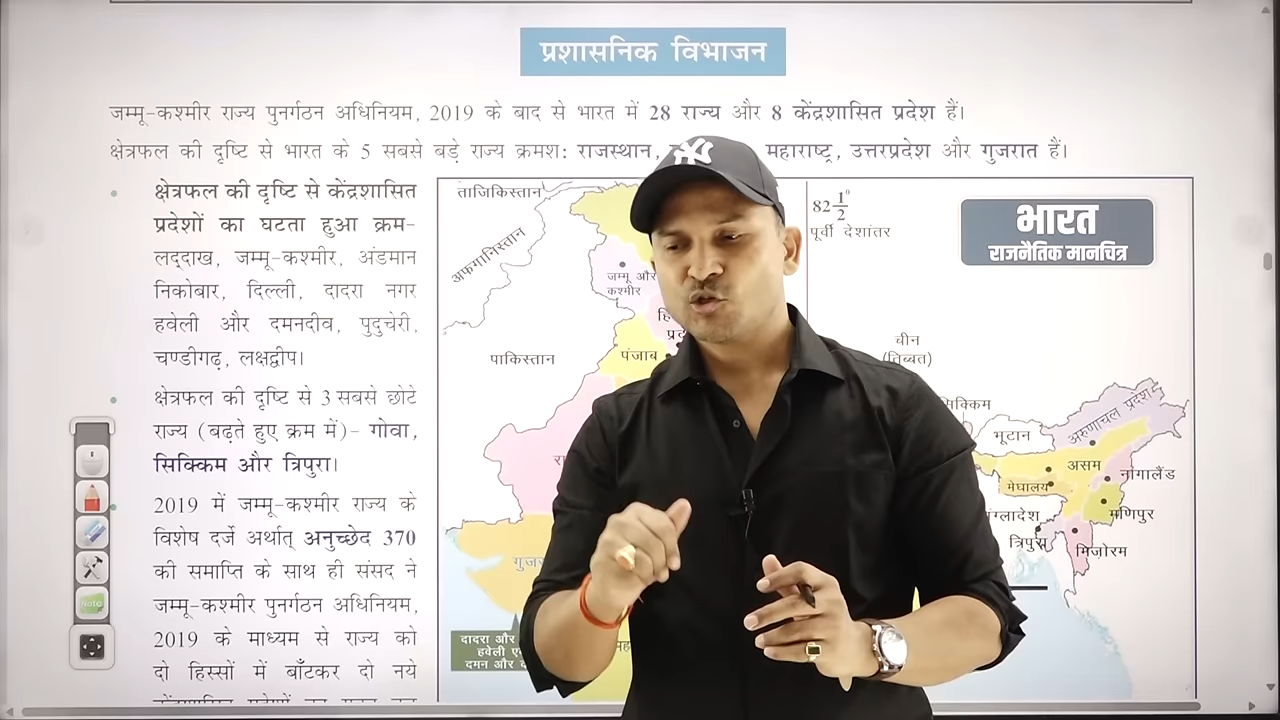 प्रशासनिक विभाजन
जम्मू-कश्मीर राज्य पुनर्गठन अधिनियम, 2019 के बाद से भारत में 28 राज्य और 8 केंद्रशासित प्रदेश हैं।
क्षेत्रफल की दृष्टि से भारत के 5 सबसे बड़े राज्य क्रमश: राजस्थान, महाराष्ट्र, उत्तरप्रदेश और गुजरात हैं।
क्षेत्रफल की दृष्टि से केंद्रशासित
प्रदेशों का घटता हुआ क्रम-
लद्दाख, जम्मू-कश्मीर, अंडमान
निकोबार, दिल्ली, दादरा नगर
हवेली और दमनदीव, पुदुचेरी,
चण्डीगढ़, लक्षद्वीप।
क्षेत्रफल की दृष्टि से 3 सबसे छोटे
राज्य (बढ़ते हुए क्रम में)- गोवा,
सिक्किम और त्रिपुरा।
2019 में जम्मू-कश्मीर राज्य के
विशेष दर्जे अर्थात् अनुच्छेद 370
की समाप्ति के साथ ही संसद ने
जम्मू-कश्मीर पुनर्गठन अधिनियम,
2019 के माध्यम से राज्य को
दो हिस्सों में बाँटकर दो नये
ताजिकिस्तान
अफगानिस्तान
जम्मू और
कश्मीर
पंजाब
पाकिस्तान
82 1/2°
पूर्वी देशांतर
भारत
राजनैतिक मानचित्र
चीन
(तिब्बत)
सिक्किम
भूटान
अरुणाचल प्रदेश
असम
नागालैंड
मेघालय
मणिपुर
त्रिपुरा
मिज़ोरम
दादरा और
हवेली
दमन और
Note
NY